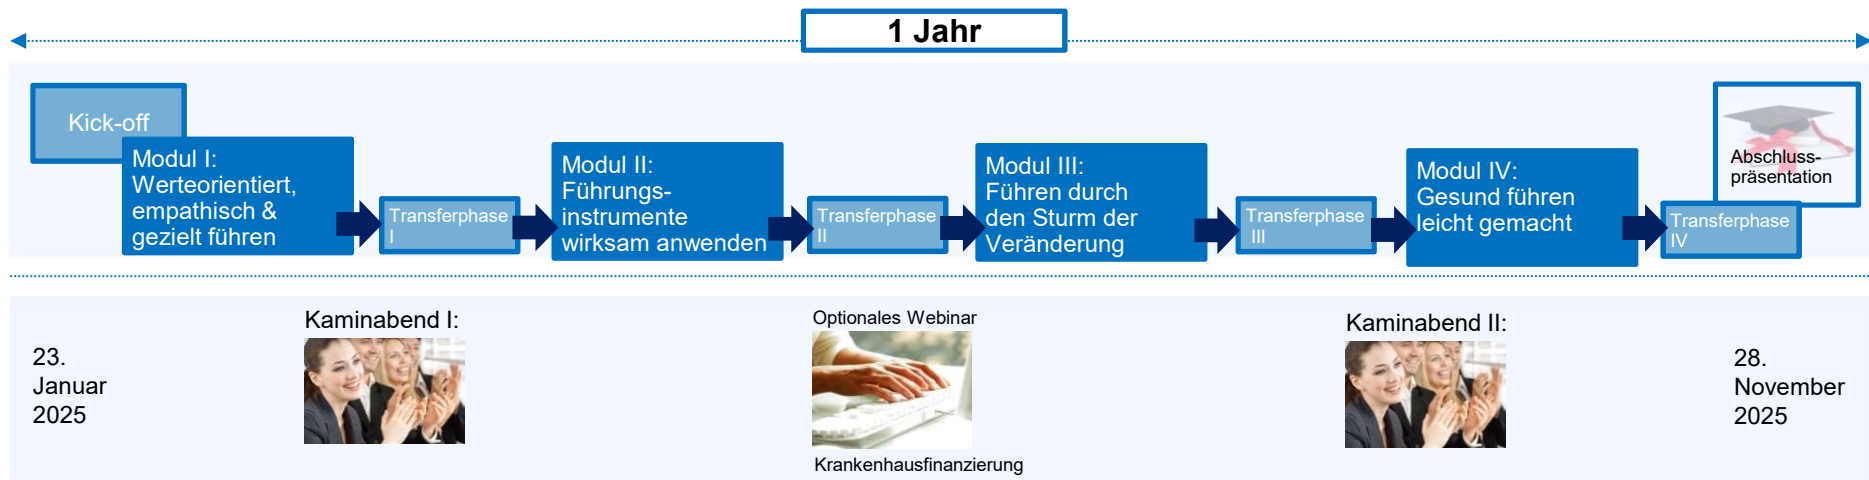 1 Jahr
Kick-off
Modul I:
Werteorientiert,
empathisch &
gezielt führen
Transferphase
I
Modul II:
Führungs-
instrumente
wirksam anwenden
Transferphase
II
Modul III:
Führen durch
den Sturm der
Veränderung
Transferphase
III
Modul IV:
Gesund führen
leicht gemacht
Transferphase
IV
Abschluss-
präsentation
23.
Januar
2025
Kaminabend I:
Optionales Webinar
Krankenhausfinanzierung
Kaminabend II:
28.
November
2025